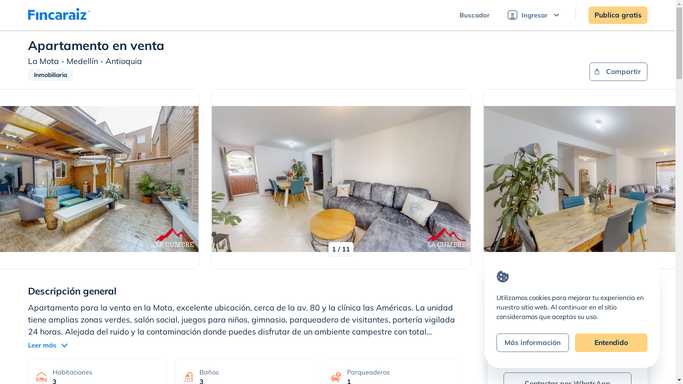 Fincaraiz
Buscador
Ingresar
Publica gratis
Apartamento en venta
La Mota - Medellín - Antioquia
Inmobiliaria
Compartir
LA CUMBRE
LA CUMBRE
1 / 11
Descripción general
Apartamento para la venta en la Mota, excelente ubicación, cerca de la av. 80 y la clínica las Américas. La unidad
tiene amplias zonas verdes, salón social, juegos para niños, gimnasio, parqueadera de visitantes, portería vigilada
24 horas. Alejada del ruido y la contaminación donde puedes disfrutar de un ambiente campestre con total...
Leer más
Habitaciones
3
Baños
3
Parqueaderos
1
Utilizamos cookies para mejorar tu experiencia en
nuestro sitio web. Al continuar en el sitio
consideramos que aceptas su uso.
Más información
Entendido
Contactar por WhatsApp